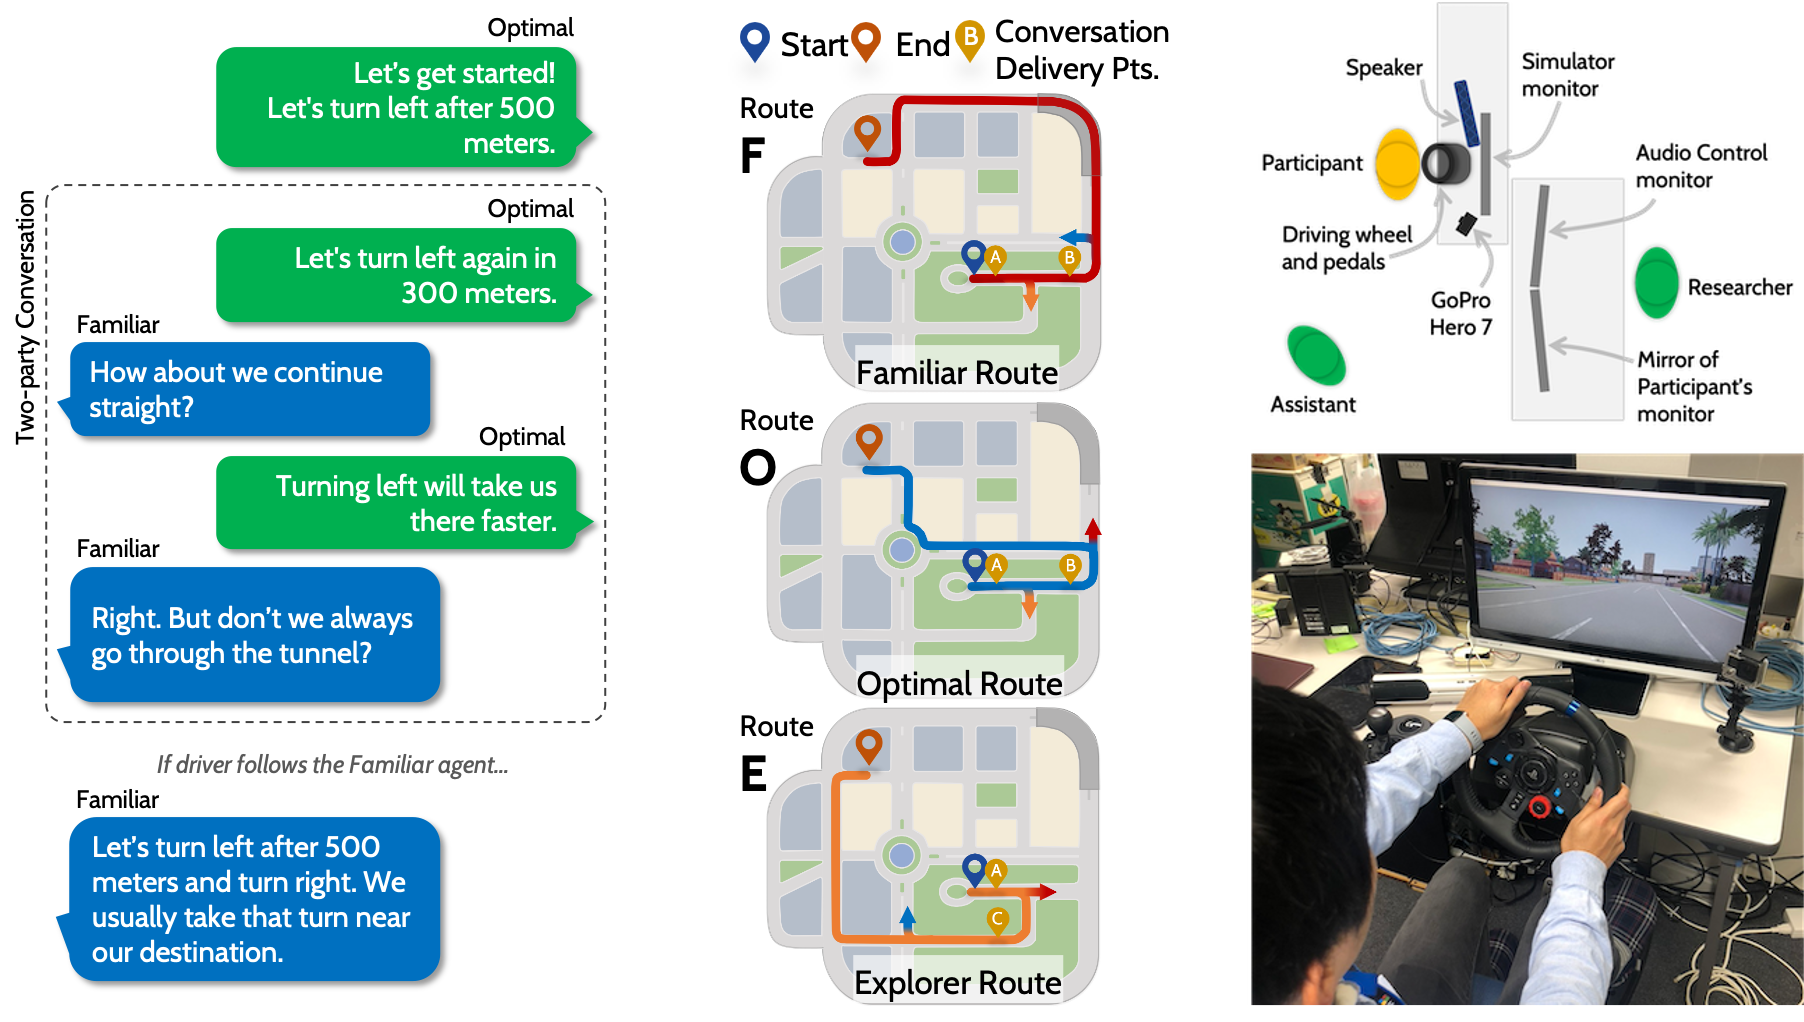 Optimal
Let's get started!
Let's turn left after 500
meters.
Two-party Conversation
Optimal
Let's turn left again in
300 meters.
Familiar
How about we continue
straight?
Optimal
Turning left will take us
there faster.
Familiar
Right. But don't we always
go through the tunnel?
If driver follows the Familiar agent...
Familiar
Let's turn left after 500
meters and turn right. We
usually take that turn near
our destination.
Start
End
B
Conversation
Delivery Pts.
Route
F
A
B
Familiar Route
Route
O
A
B
Optimal Route
Route
E
A
C
Explorer Route
Speaker
Simulator
monitor
Participant
Audio Control
monitor
Driving wheel
and pedals
GoPro
Hero 7
Researcher
Assistant
Mirror of
Participant's
monitor